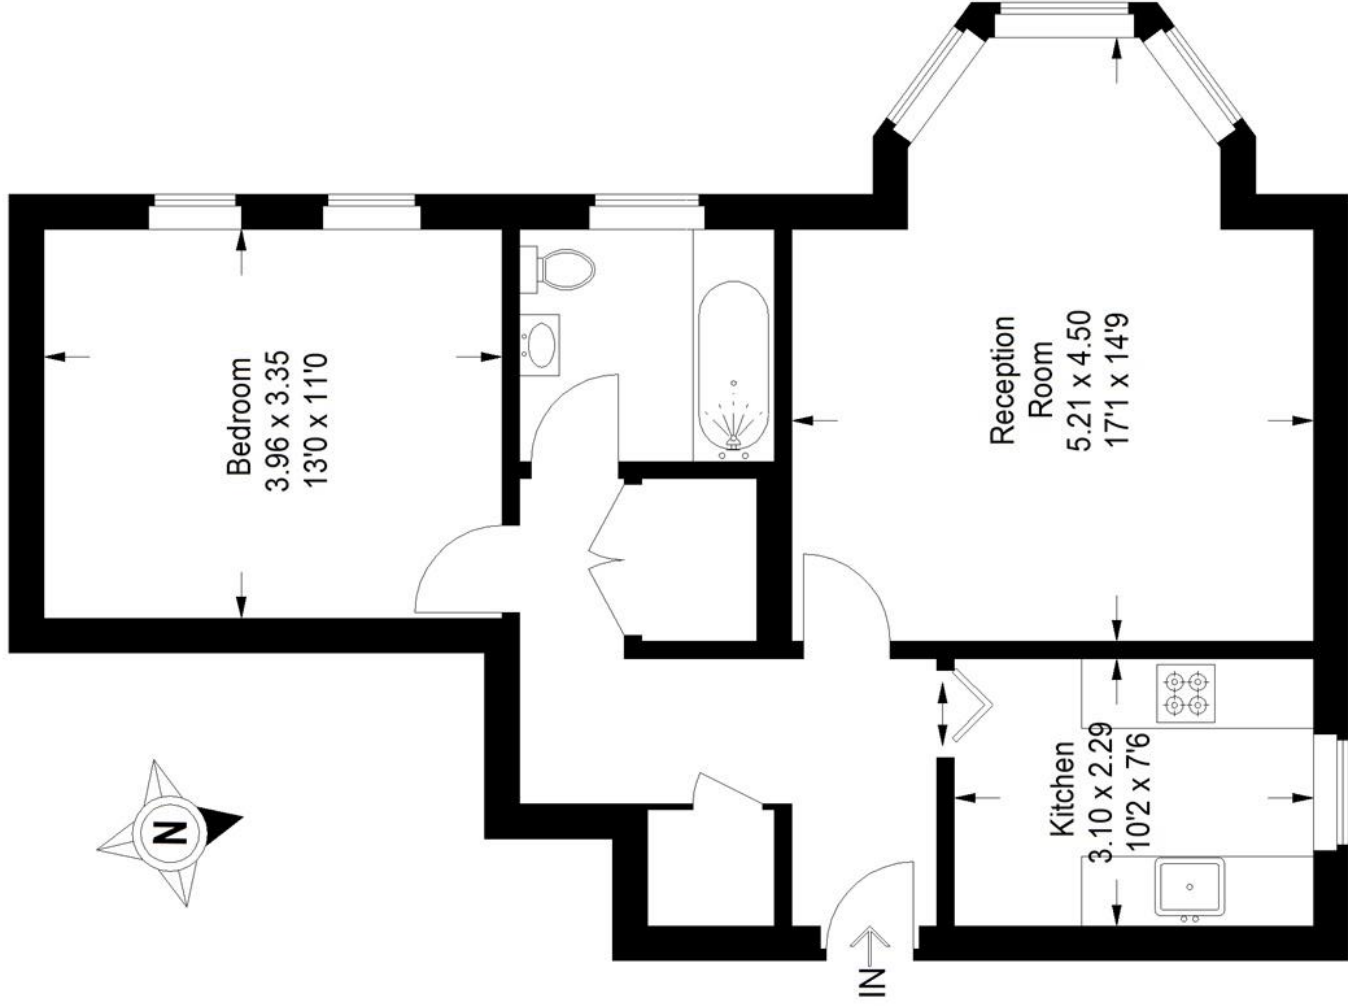 Bedroom
3.96 x 3.35
13'0 x 11'0
Reception
Room
5.21 x 4.50
17'1 x 14'9
Kitchen
3.10 x 2.29
10'2 x 7'6
N
IN